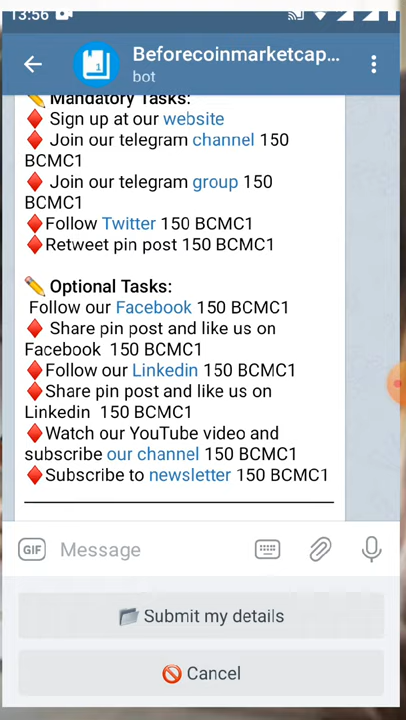 13:56
Beforecoinmarketcap...
bot
Mandatory Tasks:
Sign up at our website
Join our telegram channel 150
BCMC1
Join our telegram group 150
BCMC1
Follow Twitter 150 BCMC1
Retweet pin post 150 BCMC1
Optional Tasks:
Follow our Facebook 150 BCMC1
Share pin post and like us on
Facebook 150 BCMC1
Follow our Linkedin 150 BCMC1
Share pin post and like us on
Linkedin 150 BCMC1
Watch our YouTube video and
subscribe our channel 150 BCMC1
Subscribe to newsletter 150 BCMC1
GIF Message
Submit my details
Cancel